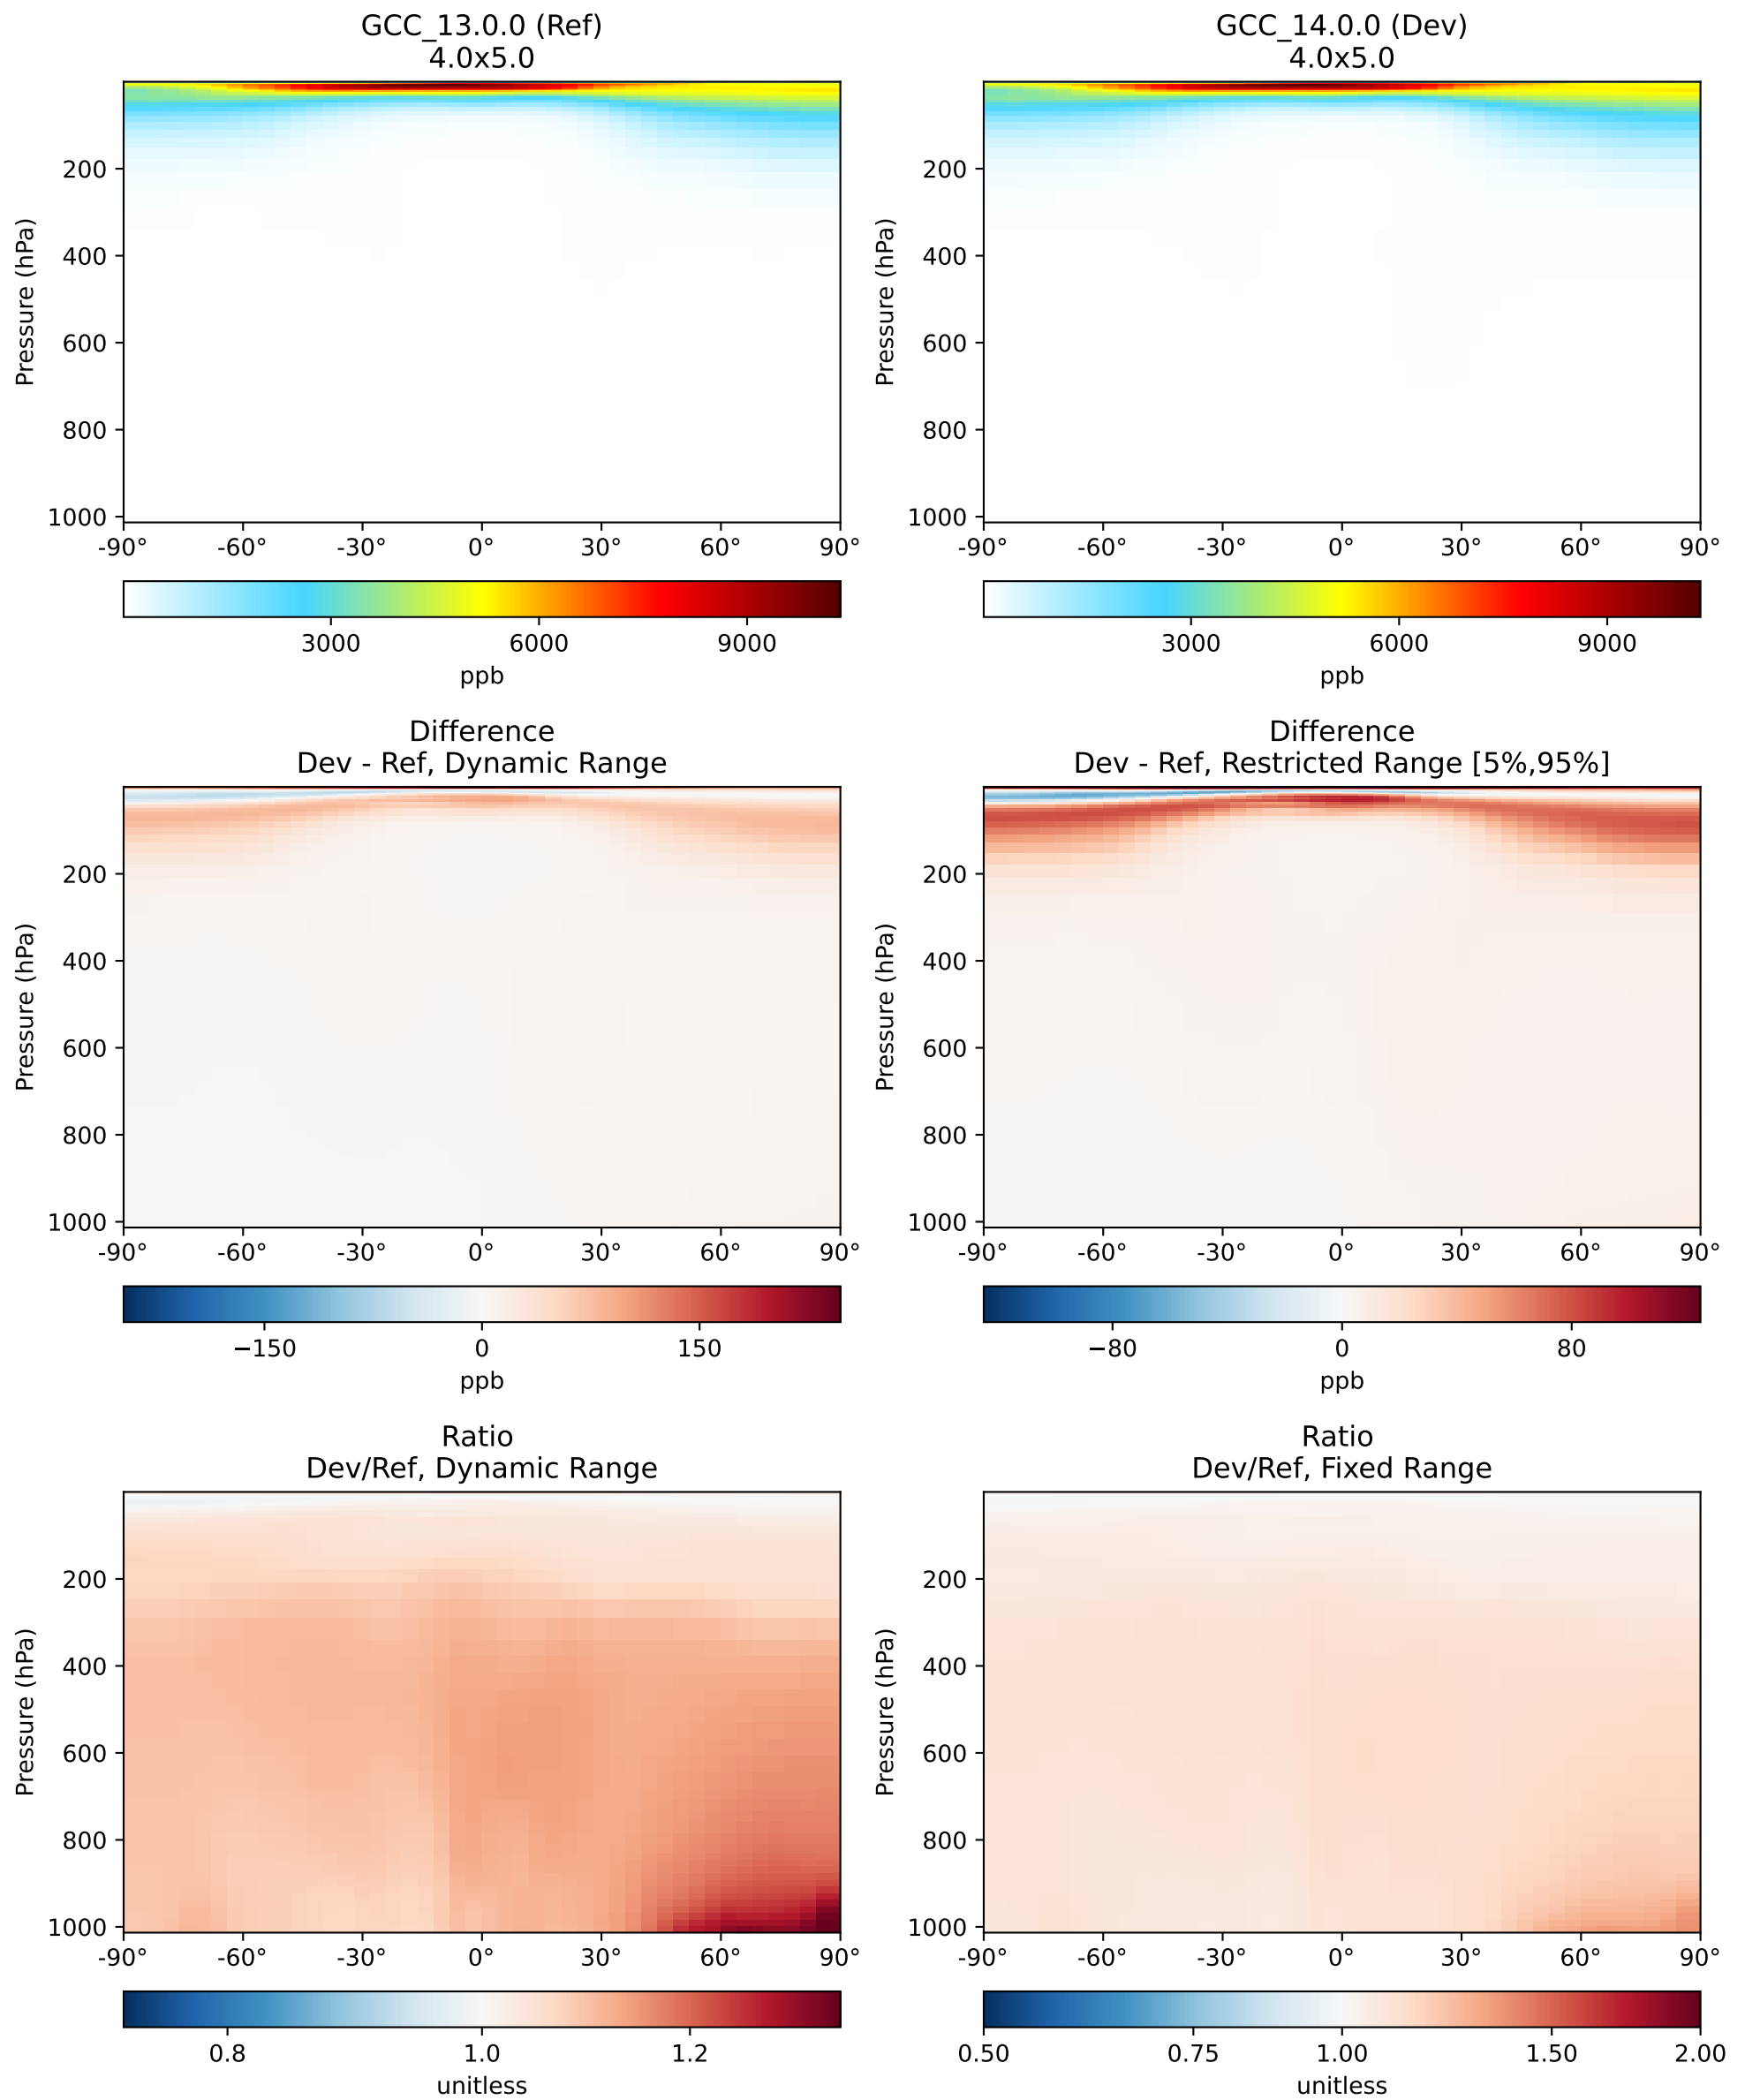 GCC_13.0.0 (Ref)
4.0x5.0
200
400
600
800
1000
Pressure (hPa)
-90° -60° -30° 0° 30° 60° 90°
3000 6000 9000
ppb
GCC_14.0.0 (Dev)
4.0x5.0
200
400
600
800
1000
Pressure (hPa)
-90° -60° -30° 0° 30° 60° 90°
3000 6000 9000
ppb
Difference
Dev - Ref, Dynamic Range
200
400
600
800
1000
Pressure (hPa)
-90° -60° -30° 0° 30° 60° 90°
−150 0 150
ppb
Difference
Dev - Ref, Restricted Range [5%,95%]
200
400
600
800
1000
Pressure (hPa)
-90° -60° -30° 0° 30° 60° 90°
−80 0 80
ppb
Ratio
Dev/Ref, Dynamic Range
200
400
600
800
1000
Pressure (hPa)
-90° -60° -30° 0° 30° 60° 90°
0.8 1.0 1.2
unitless
Ratio
Dev/Ref, Fixed Range
200
400
600
800
1000
Pressure (hPa)
-90° -60° -30° 0° 30° 60° 90°
0.50 0.75 1.00 1.50 2.00
unitless